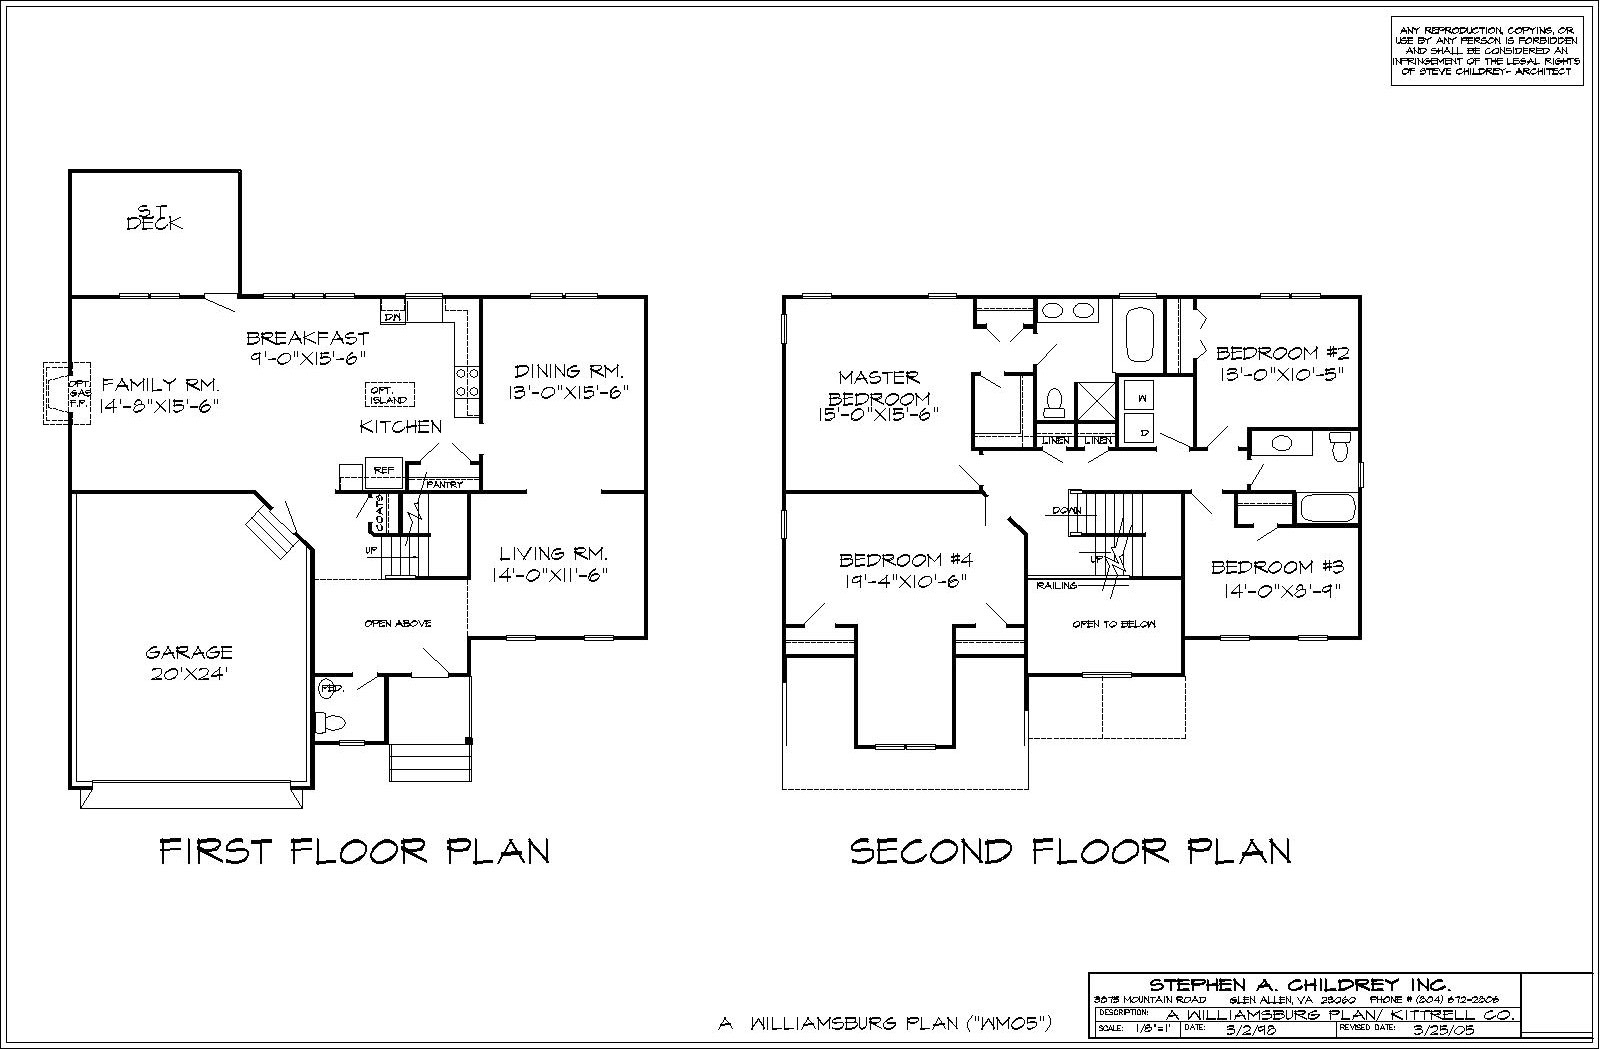 ANY REPRODUCTION, COPYING, OR
USE BY ANY PERSON IS FORBIDDEN
AND SHALL BE CONSIDERED AN
INFRINGEMENT OF THE LEGAL RIGHTS
OF STEVE CHILDREY- ARCHITECT
S.T.
DECK
DW
BREAKFAST
9'-0"X15'-6"
OPT.
GAS
F.P.
FAMILY RM.
14'-8"X15'-6"
OPT.
ISLAND
KITCHEN
DINING RM.
13'-0"X15'-6"
REF
PANTRY
COATS
UP
LIVING RM.
14'-0"X11'-6"
OPEN ABOVE
GARAGE
20'X24'
PED.
FIRST FLOOR PLAN
MASTER
BEDROOM
15'-0"X15'-6"
LINEN
LINEN
W
D
BEDROOM #2
13'-0"X10'-5"
DOWN
UP
RAILING
BEDROOM #4
19'-4"X10'-6"
BEDROOM #3
14'-0"X8'-9"
OPEN TO BELOW
SECOND FLOOR PLAN
A WILLIAMSBURG PLAN ("WM05")
STEPHEN A. CHILDREY INC.
3873 MOUNTAIN ROAD GLEN ALLEN, VA 23060 PHONE # (804) 672-2806
DESCRIPTION: A WILLIAMSBURG PLAN/ KITTRELL CO.
SCALE: 1/8"=1' DATE: 3/2/98 REVISED DATE: 3/25/05